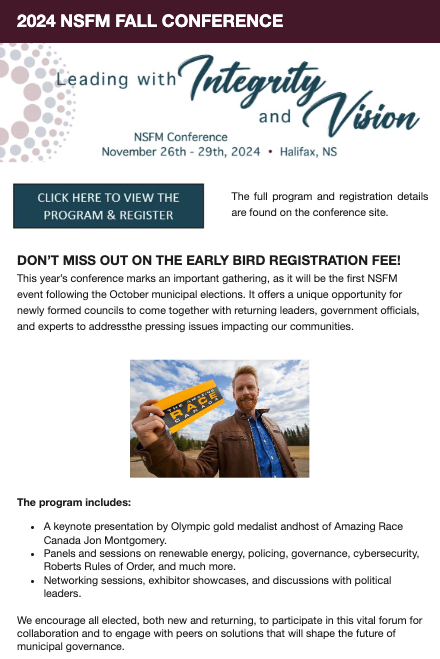 2024 NSFM FALL CONFERENCE
Leading with Integrity
and Vision
NSFM Conference
November 26th - 29th, 2024 • Halifax, NS
CLICK HERE TO VIEW THE
PROGRAM & REGISTER
The full program and registration details
are found on the conference site.
DON'T MISS OUT ON THE EARLY BIRD REGISTRATION FEE!
This year's conference marks an important gathering, as it will be the first NSFM
event following the October municipal elections. It offers a unique opportunity for
newly formed councils to come together with returning leaders, government officials,
and experts to addressthe pressing issues impacting our communities.
THE AMAZING
RACE
CANADA
The program includes:
• A keynote presentation by Olympic gold medalist andhost of Amazing Race
Canada Jon Montgomery.
• Panels and sessions on renewable energy, policing, governance, cybersecurity,
Roberts Rules of Order, and much more.
• Networking sessions, exhibitor showcases, and discussions with political
leaders.
We encourage all elected, both new and returning, to participate in this vital forum for
collaboration and to engage with peers on solutions that will shape the future of
municipal governance.